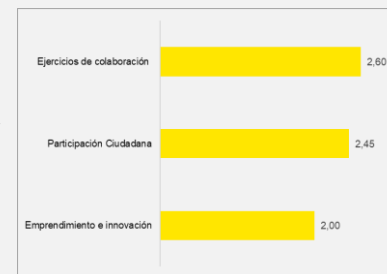 Ejercicios de colaboración 2,60
Participación Ciudadana 2,45
Emprendimiento e innovación 2,00